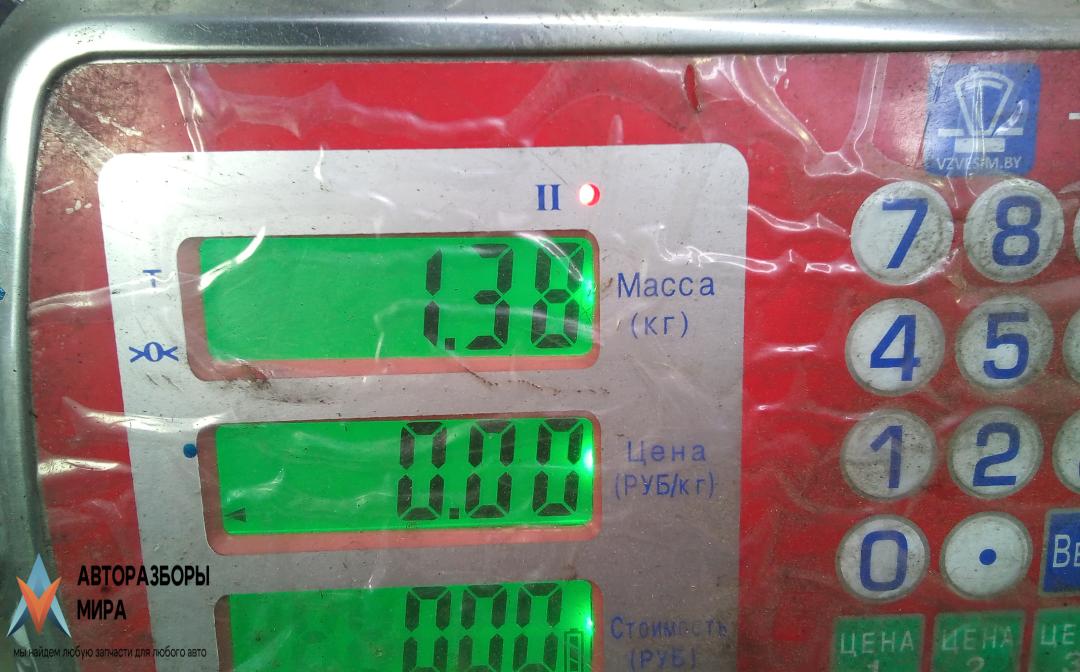 VZVESIM.BY
II
7 8
T
1.38
Масса
(кг)
>0<
4 5
0.00
Цена
(РУБ/кг)
1 2
0 •
000
Стоимость
(РУБ)
ЦЕНА ЦЕНА
АВТОРАЗБОРЫ
МИРА
мы найдем любую запчасти для любого авто